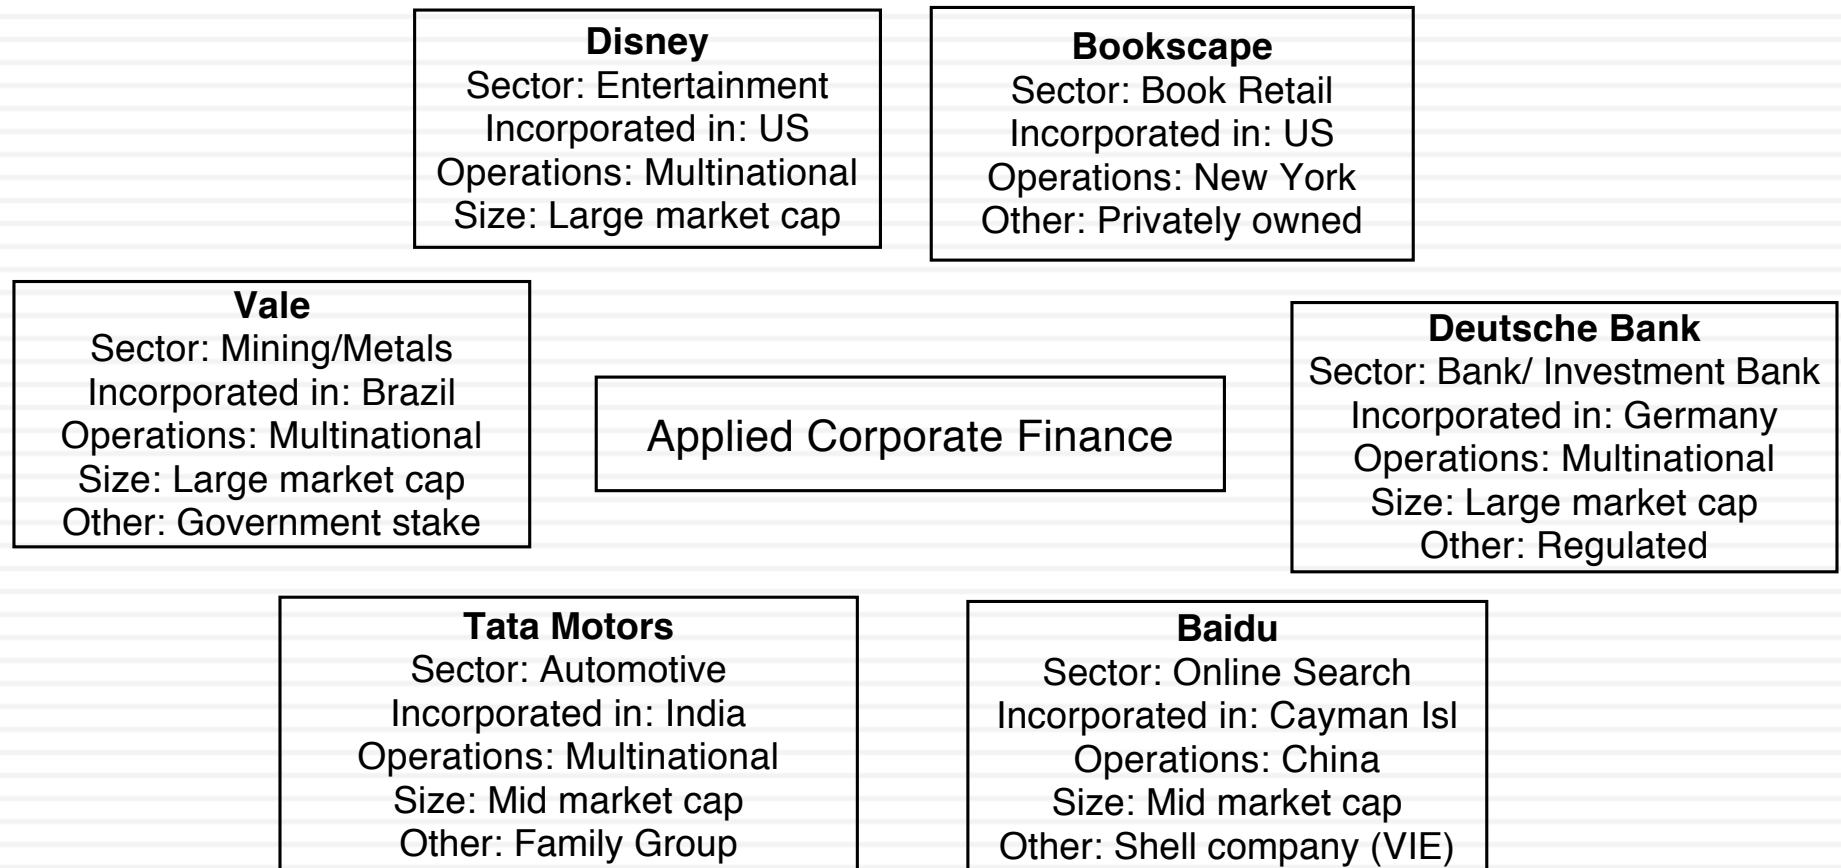 Disney
Sector: Entertainment
Incorporated in: US
Operations: Multinational
Size: Large market cap
Bookscape
Sector: Book Retail
Incorporated in: US
Operations: New York
Other: Privately owned
Vale
Sector: Mining/Metals
Incorporated in: Brazil
Operations: Multinational
Size: Large market cap
Other: Government stake
Applied Corporate Finance
Deutsche Bank
Sector: Bank/ Investment Bank
Incorporated in: Germany
Operations: Multinational
Size: Large market cap
Other: Regulated
Tata Motors
Sector: Automotive
Incorporated in: India
Operations: Multinational
Size: Mid market cap
Other: Family Group
Baidu
Sector: Online Search
Incorporated in: Cayman Isl
Operations: China
Size: Mid market cap
Other: Shell company (VIE)